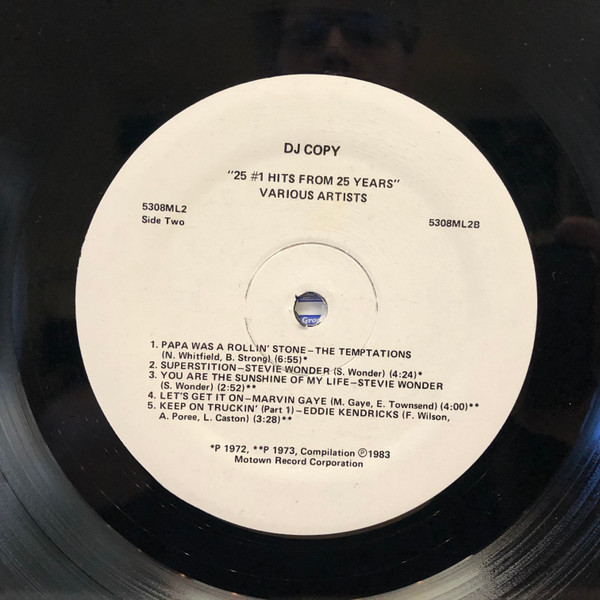 DJ COPY
"25 #1 HITS FROM 25 YEARS"
VARIOUS ARTISTS
5308ML2
Side Two
5308ML2B
1. PAPA WAS A ROLLIN' STONE–THE TEMPTATIONS
(N. Whitfield, B. Strong) (6:55)*
2. SUPERSTITION–STEVIE WONDER (S. Wonder) (4:24)*
3. YOU ARE THE SUNSHINE OF MY LIFE–STEVIE WONDER
(S. Wonder) (2:52)**
4. LET'S GET IT ON–MARVIN GAYE (M. Gaye, E. Townsend) (4:00)**
5. KEEP ON TRUCKIN' (Part 1)–EDDIE KENDRICKS (F. Wilson,
A. Poree, L. Caston) (3:28)**
*P 1972, **P 1973, Compilation ℗1983
Motown Record Corporation